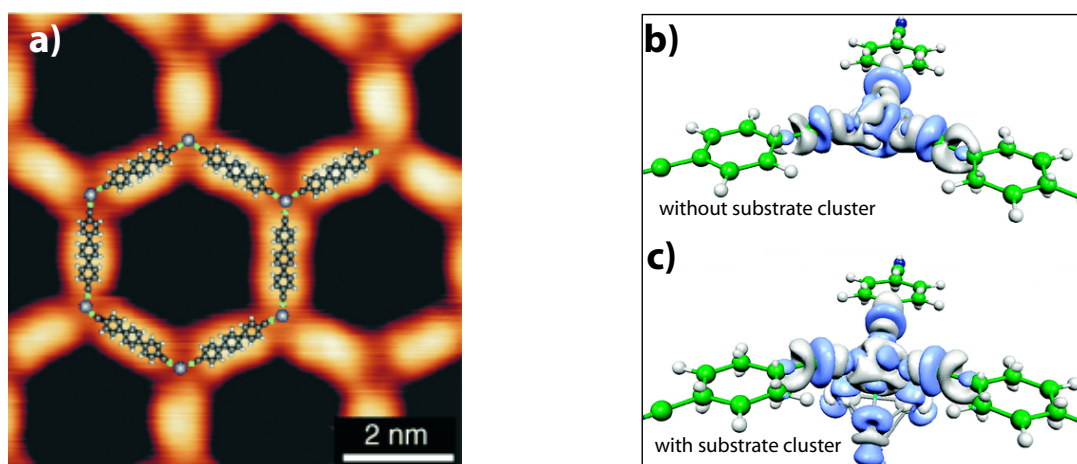 a)
2 nm
b)
without substrate cluster
c)
with substrate cluster